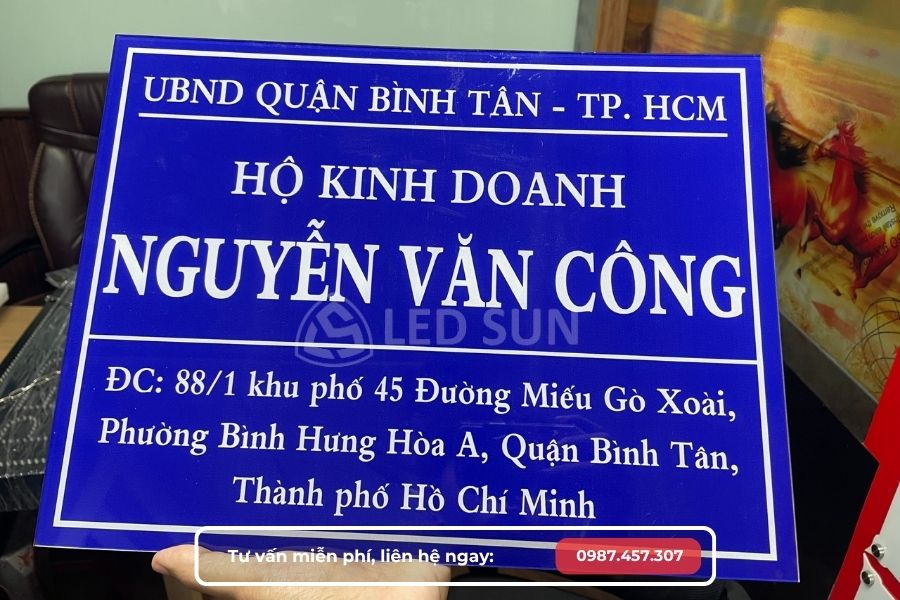 UBND QUẬN BÌNH TÂN - TP. HCM
HỘ KINH DOANH
NGUYỄN VĂN CÔNG
LED SUN
ĐC: 88/1 khu phố 45 Đường Miếu Gò Xoài,
Phường Bình Hưng Hòa A, Quận Bình Tân,
Thành phố Hồ Chí Minh
Tư vấn miễn phí, liên hệ ngay: 0987.457.307